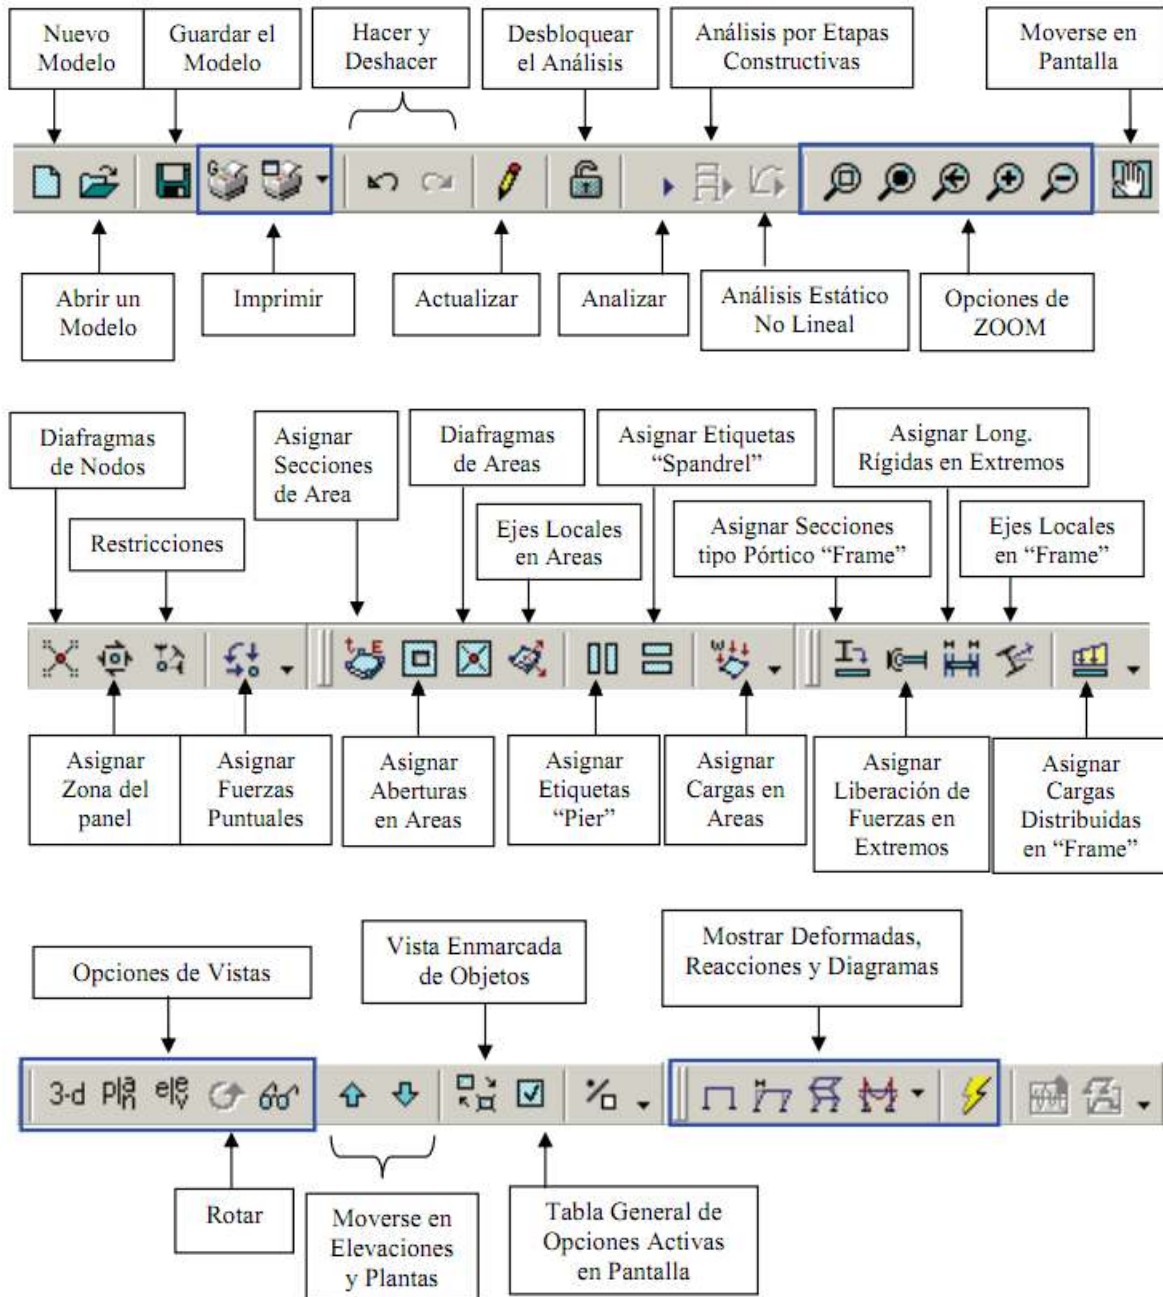 Nuevo
Modelo
Guardar el
Modelo
Hacer y
Deshacer
Desbloquear
el Análisis
Análisis por Etapas
Constructivas
Moverse en
Pantalla
G
Abrir un
Modelo
Imprimir
Actualizar
Analizar
Análisis Estático
No Lineal
Opciones de
ZOOM
Diafragmas
de Nodos
Restricciones
Asignar
Secciones
de Area
Diafragmas
de Areas
Ejes Locales
en Areas
Asignar Etiquetas
“Spandrel”
Asignar Long.
Rígidas en Extremos
Asignar Secciones
tipo Pórtico “Frame”
Ejes Locales
en “Frame”
t E
w
Asignar
Zona del
panel
Asignar
Fuerzas
Puntuales
Asignar
Aberturas
en Areas
Asignar
Etiquetas
“Pier”
Asignar
Cargas en
Areas
Asignar
Liberación de
Fuerzas en
Extremos
Asignar
Cargas
Distribuidas
en “Frame”
Opciones de Vistas
Vista Enmarcada
de Objetos
Mostrar Deformadas,
Reacciones y Diagramas
3-d plan elev
Rotar
Moverse en
Elevaciones
y Plantas
Tabla General de
Opciones Activas
en Pantalla